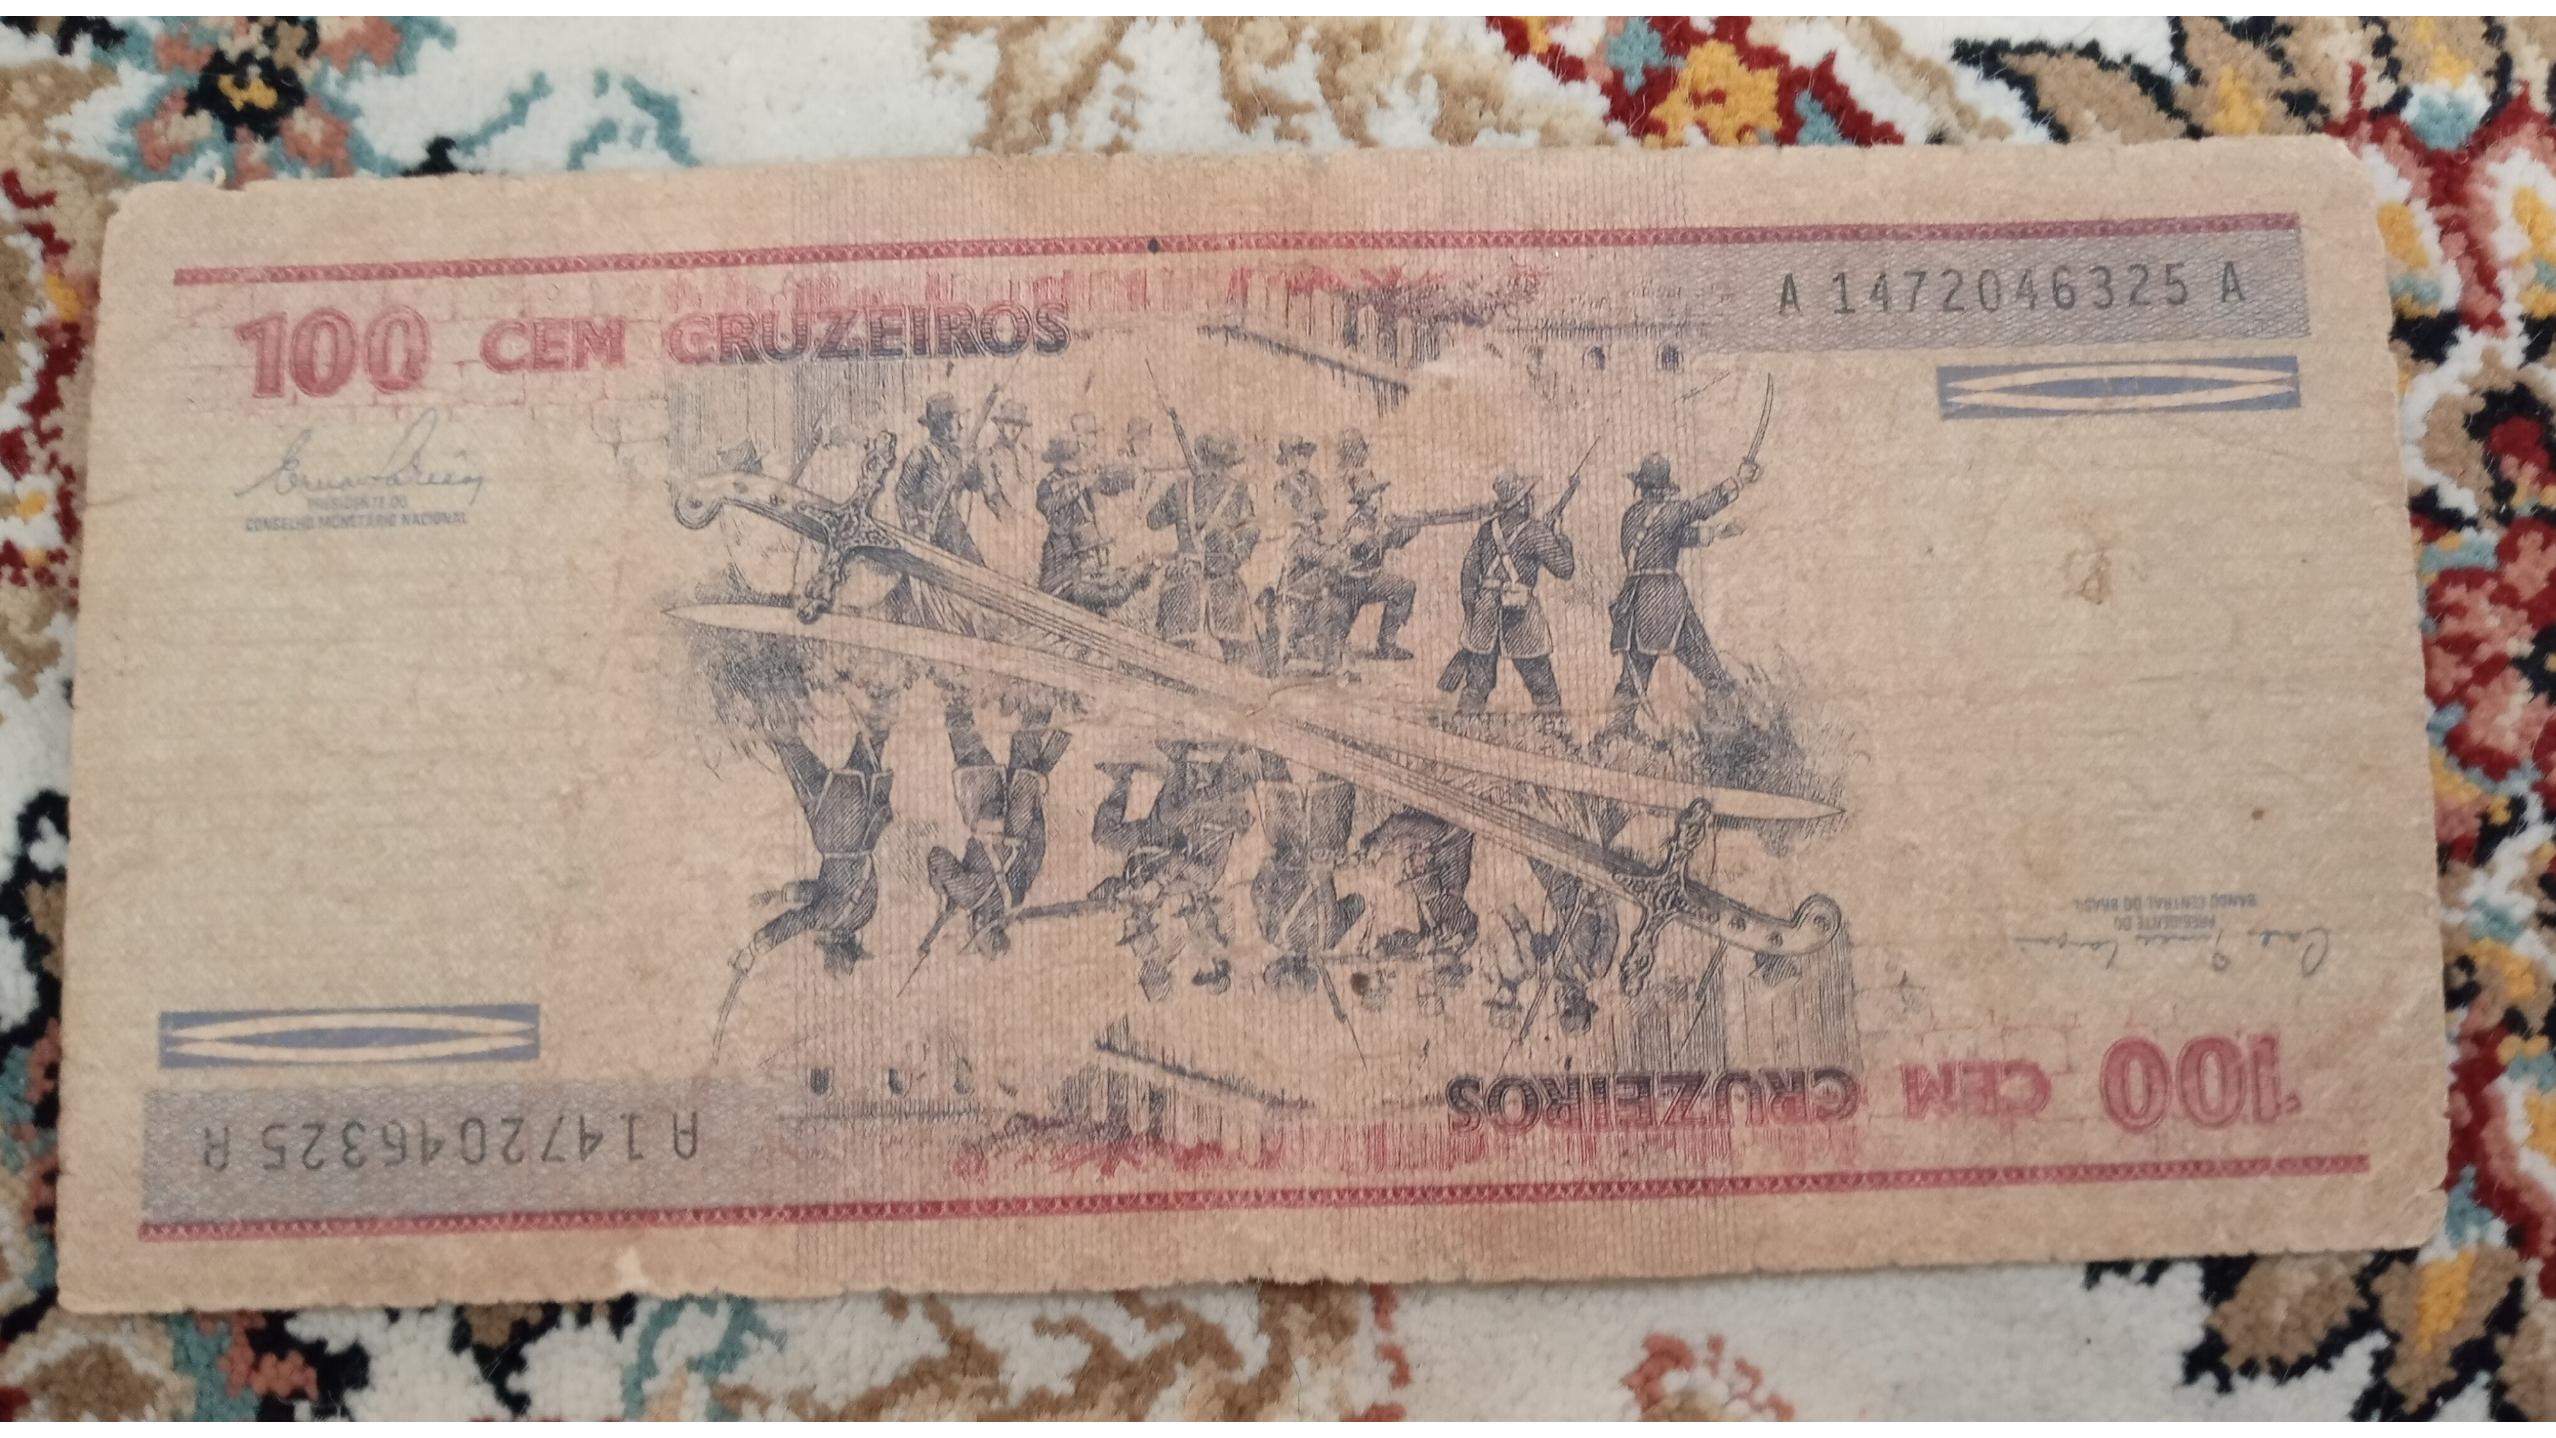 A 1472046325 A
100 CEM CRUZEIROS
PRESIDENTE DO
CONSELHO MONETÁRIO NACIONAL
BANCO CENTRAL DO BRASIL
PRESIDENTE DO
100 CEM CRUZEIROS
A 1472046325 A